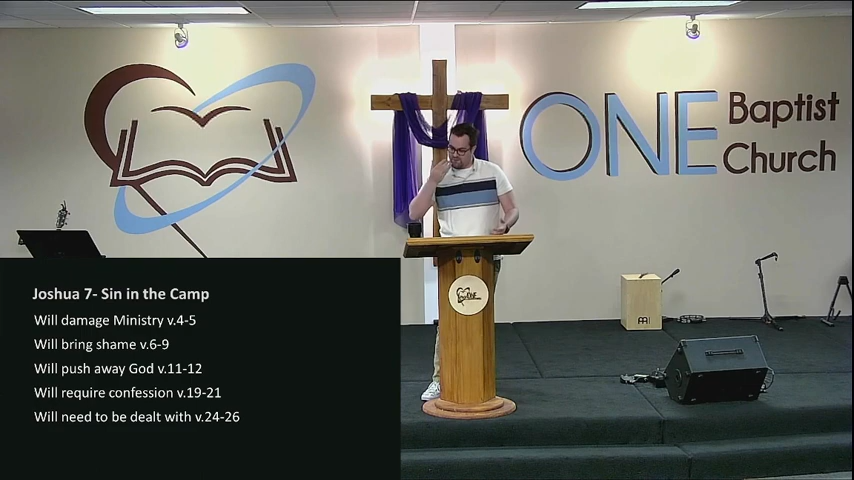 ONE Baptist
Church
Joshua 7- Sin in the Camp
Will damage Ministry v.4-5
Will bring shame v.6-9
Will push away God v.11-12
Will require confession v.19-21
Will need to be dealt with v.24-26
ONE
MEINL